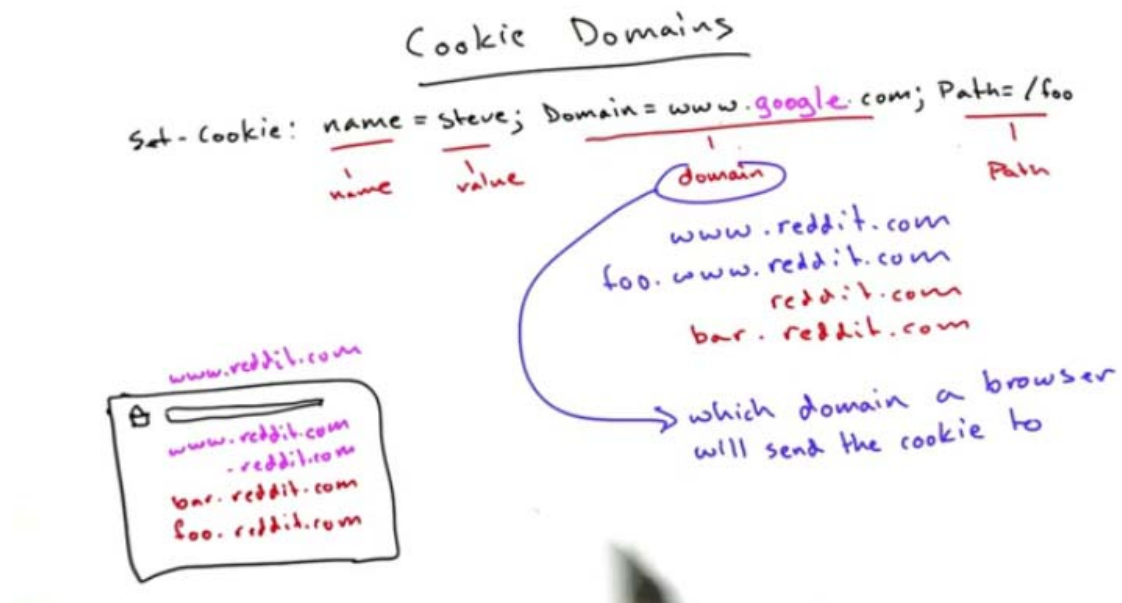 Cookie Domains
Set-Cookie: name = steve; Domain = www.google.com; Path= /foo
name value domain Path
www.reddit.com
foo.www.reddit.com
reddit.com
bar.reddit.com
which domain a browser
will send the cookie to
www.reddit.com
www.reddit.com
.reddit.com
bar.reddit.com
foo.reddit.com